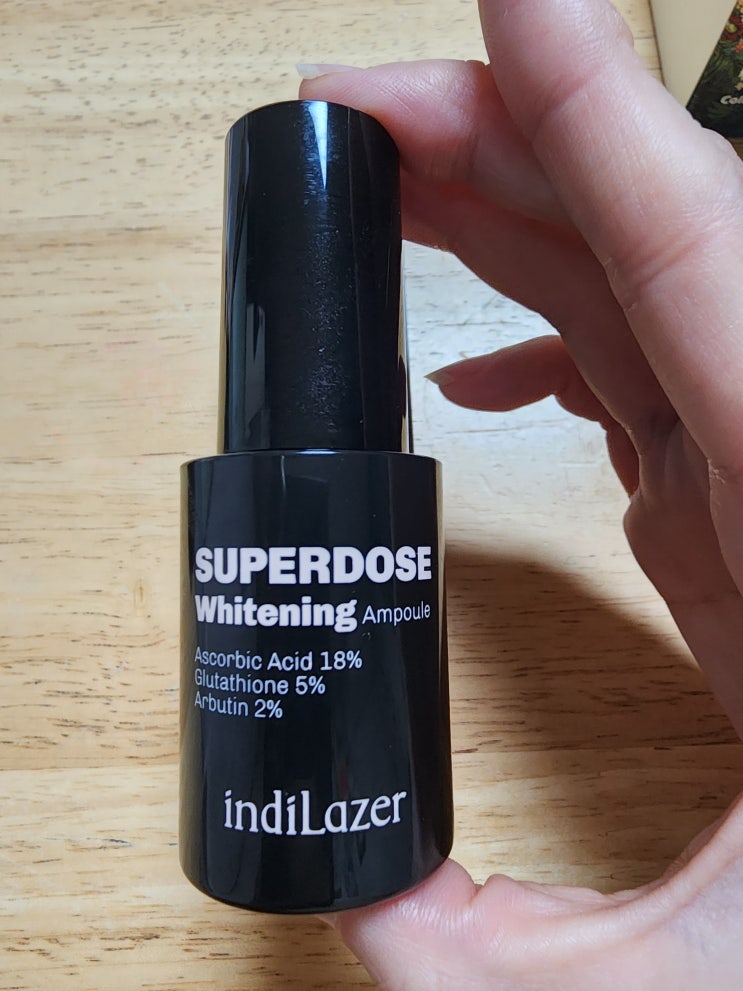 SUPERDOSE
Whitening Ampoule
Ascorbic Acid 18%
Glutathione 5%
Arbutin 2%
indiLazer